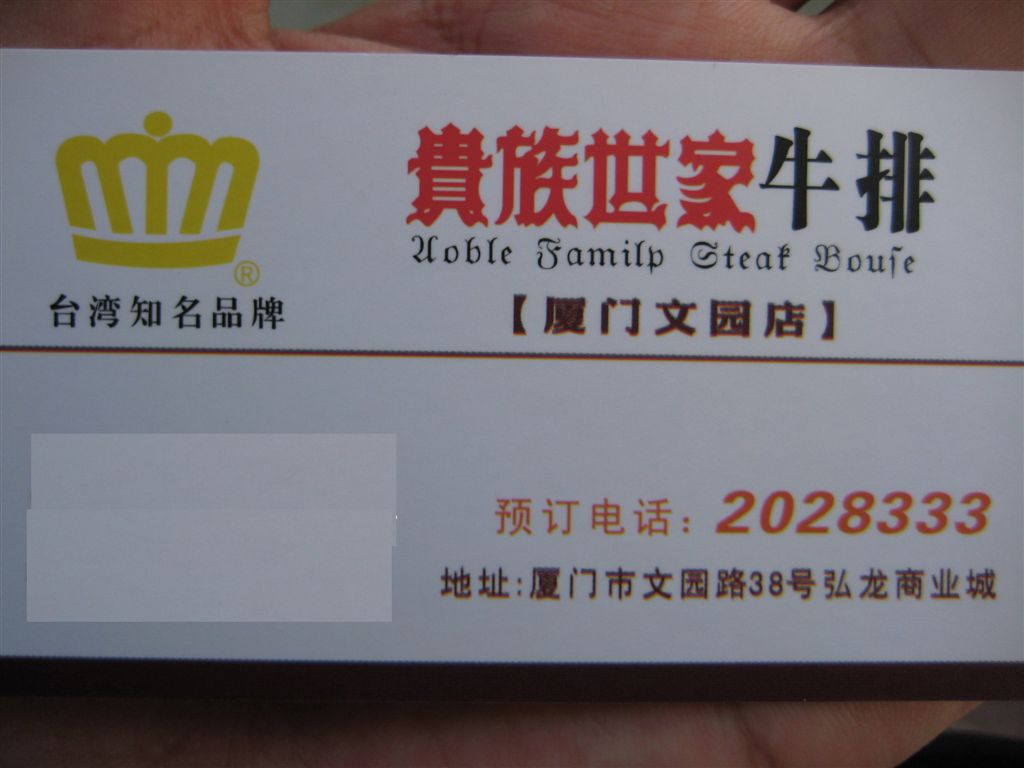 貴族世家牛排
Noble Family Steak House
®
台湾知名品牌
【厦门文园店】
预订电话：2028333
地址:厦门市文园路38号弘龙商业城